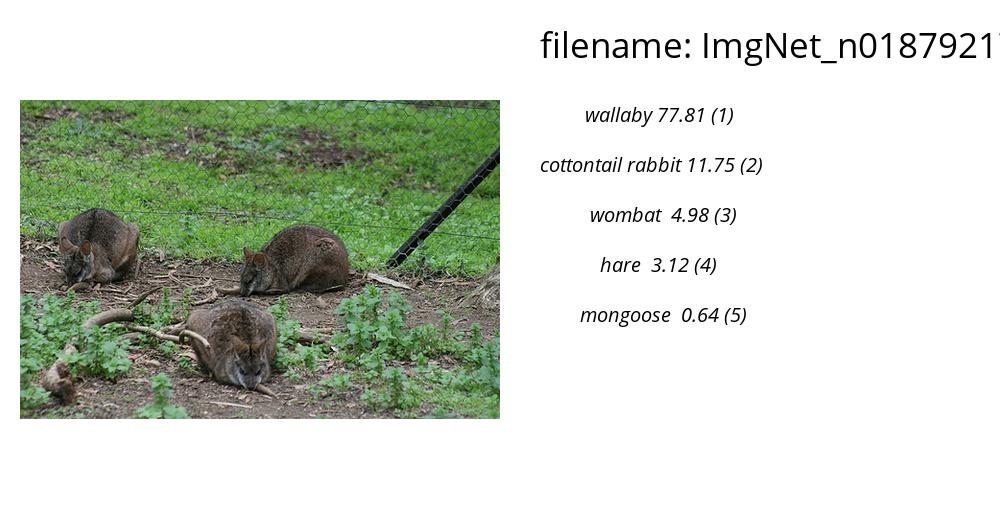 filename: ImgNet_n0187921
wallaby 77.81 (1)
cottontail rabbit 11.75 (2)
wombat 4.98 (3)
hare 3.12 (4)
mongoose 0.64 (5)